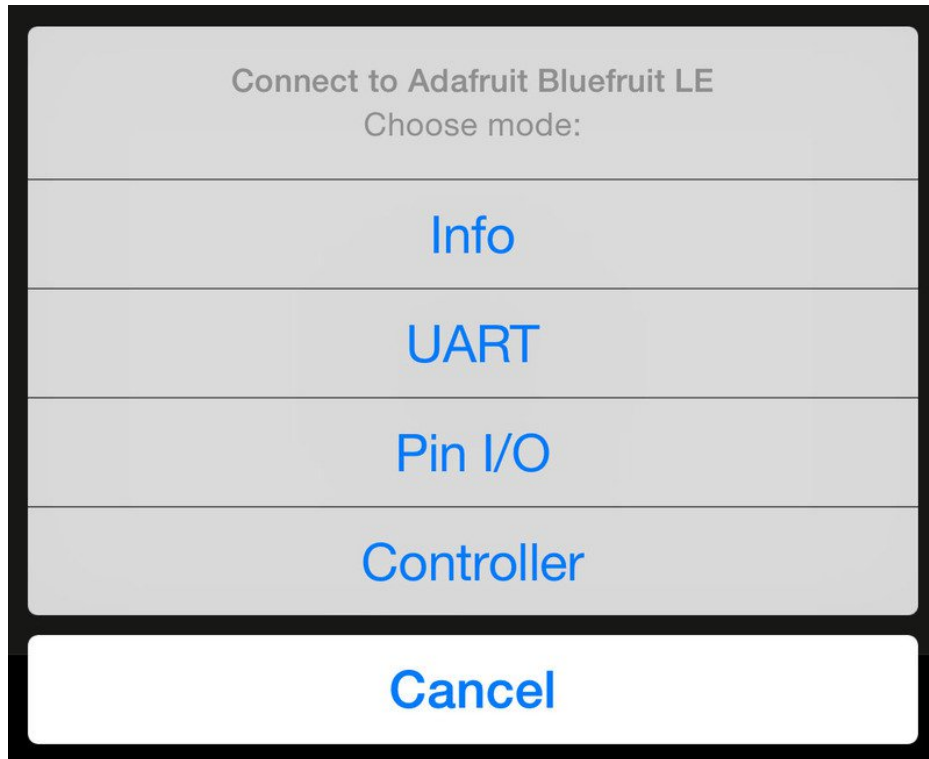 Connect to Adafruit Bluefruit LE
Choose mode:
Info
UART
Pin I/O
Controller
Cancel